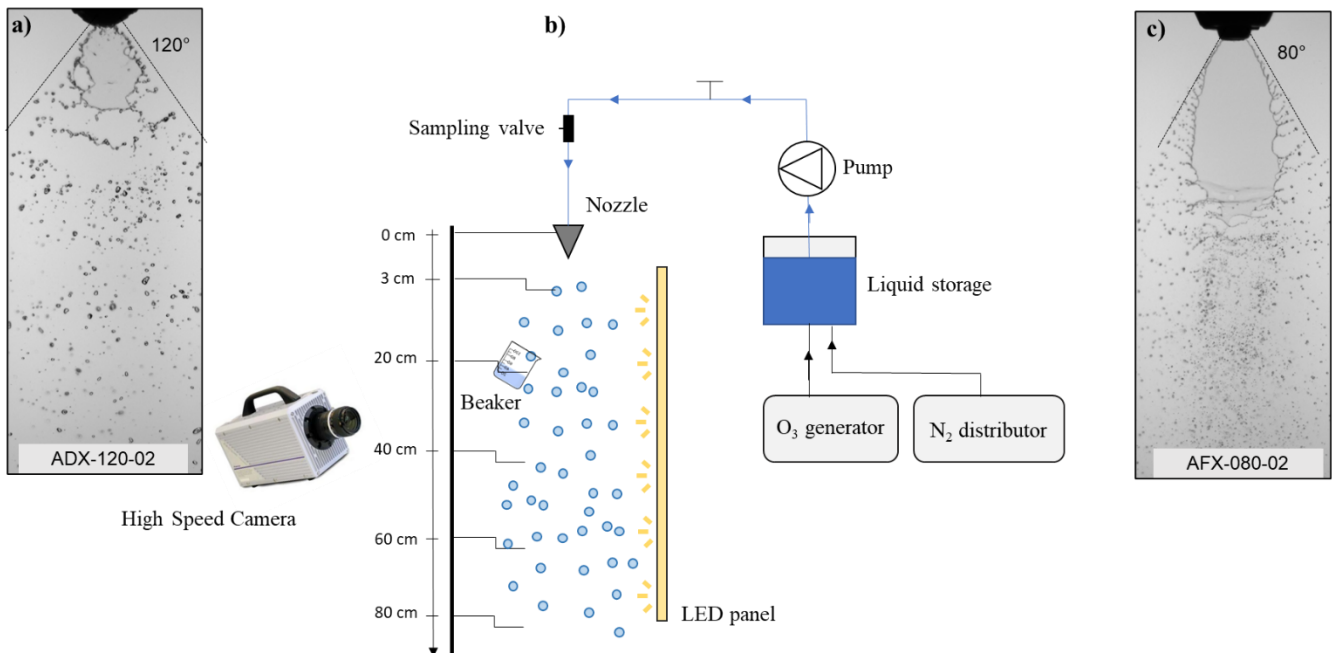 a)
120°
ADX-120-02
High Speed Camera
b)
Sampling valve
Nozzle
Pump
Liquid storage
O₃ generator
N₂ distributor
0 cm
3 cm
20 cm
Beaker
40 cm
60 cm
80 cm
LED panel
c)
80°
AFX-080-02